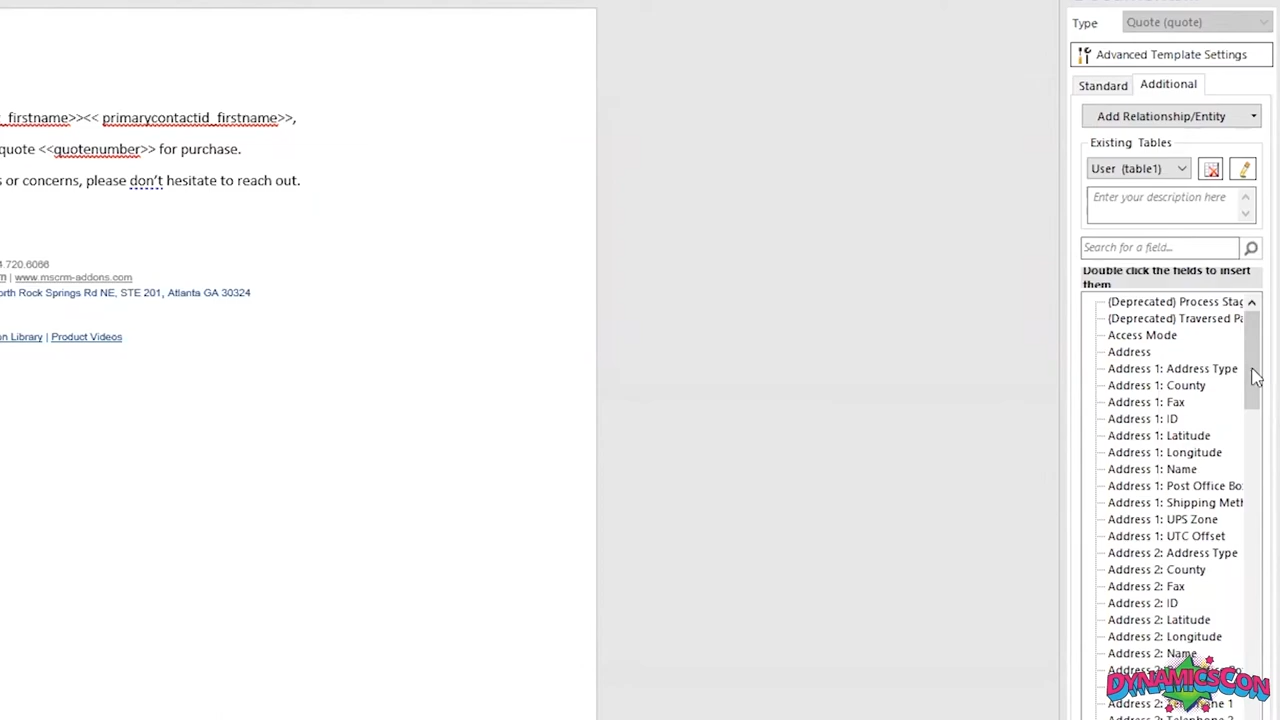 Type Quote (quote)
Advanced Template Settings
Standard Additional
Add Relationship/Entity
Existing Tables
User (table1)
Enter your description here
Search for a field...
Double click the fields to insert
them
(Deprecated) Process Stag
(Deprecated) Traversed Pa
Access Mode
Address
Address 1: Address Type
Address 1: County
Address 1: Fax
Address 1: ID
Address 1: Latitude
Address 1: Longitude
Address 1: Name
Address 1: Post Office Bo
Address 1: Shipping Meth
Address 1: UPS Zone
Address 1: UTC Offset
Address 2: Address Type
Address 2: County
Address 2: Fax
Address 2: ID
Address 2: Latitude
Address 2: Longitude
Address 2: Name
_firstname>><< primarycontactid_firstname>>,
quote <<quotenumber>> for purchase.
s or concerns, please don't hesitate to reach out.
4.720.6066
m | www.mscrm-addons.com
orth Rock Springs Rd NE, STE 201, Atlanta GA 30324
on Library | Product Videos
DYNAMICSCON